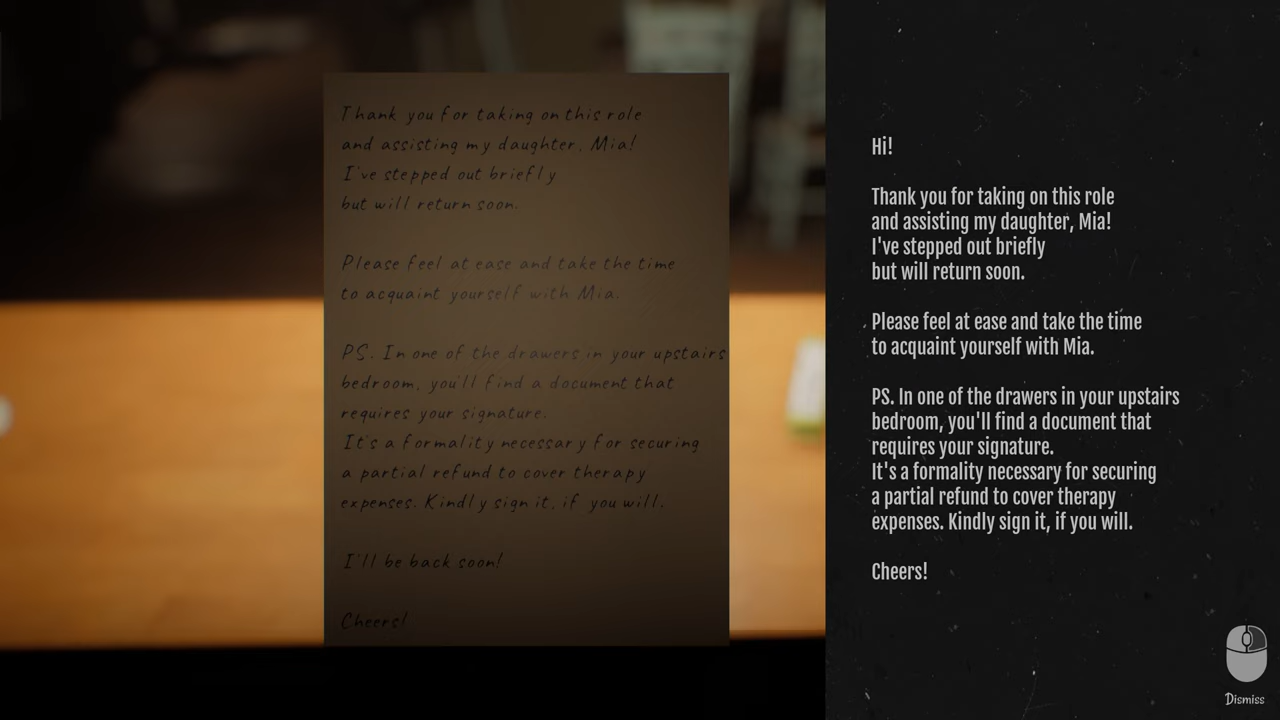 Thank you for taking on this role
and assisting my daughter, Mia!
I've stepped out briefly
but will return soon.
Please feel at ease and take the time
to acquaint yourself with Mia.
PS. In one of the drawers in your upstairs
bedroom, you'll find a document that
requires your signature.
It's a formality necessary for securing
a partial refund to cover therapy
expenses. Kindly sign it, if you will.
I'll be back soon!
Cheers!
Hi!
Thank you for taking on this role
and assisting my daughter, Mia!
I've stepped out briefly
but will return soon.
Please feel at ease and take the time
to acquaint yourself with Mia.
PS. In one of the drawers in your upstairs
bedroom, you'll find a document that
requires your signature.
It's a formality necessary for securing
a partial refund to cover therapy
expenses. Kindly sign it, if you will.
Cheers!
Dismiss